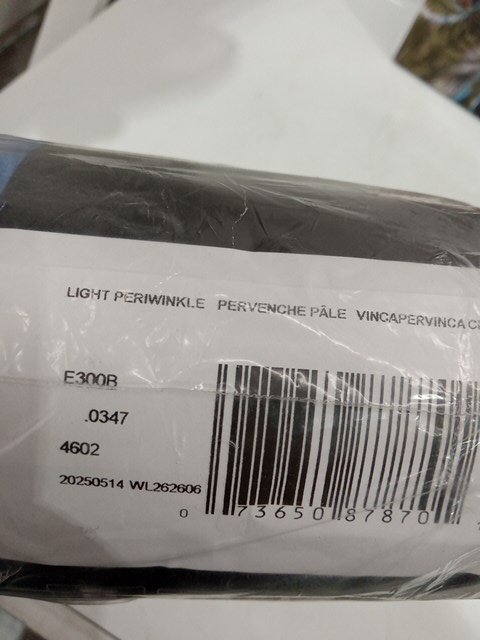 LIGHT PERIWINKLE PERVENCHE PÂLE VINCAPERVINCA
E300B
.0347
4602
20250514 WL262606
0 73650 87870